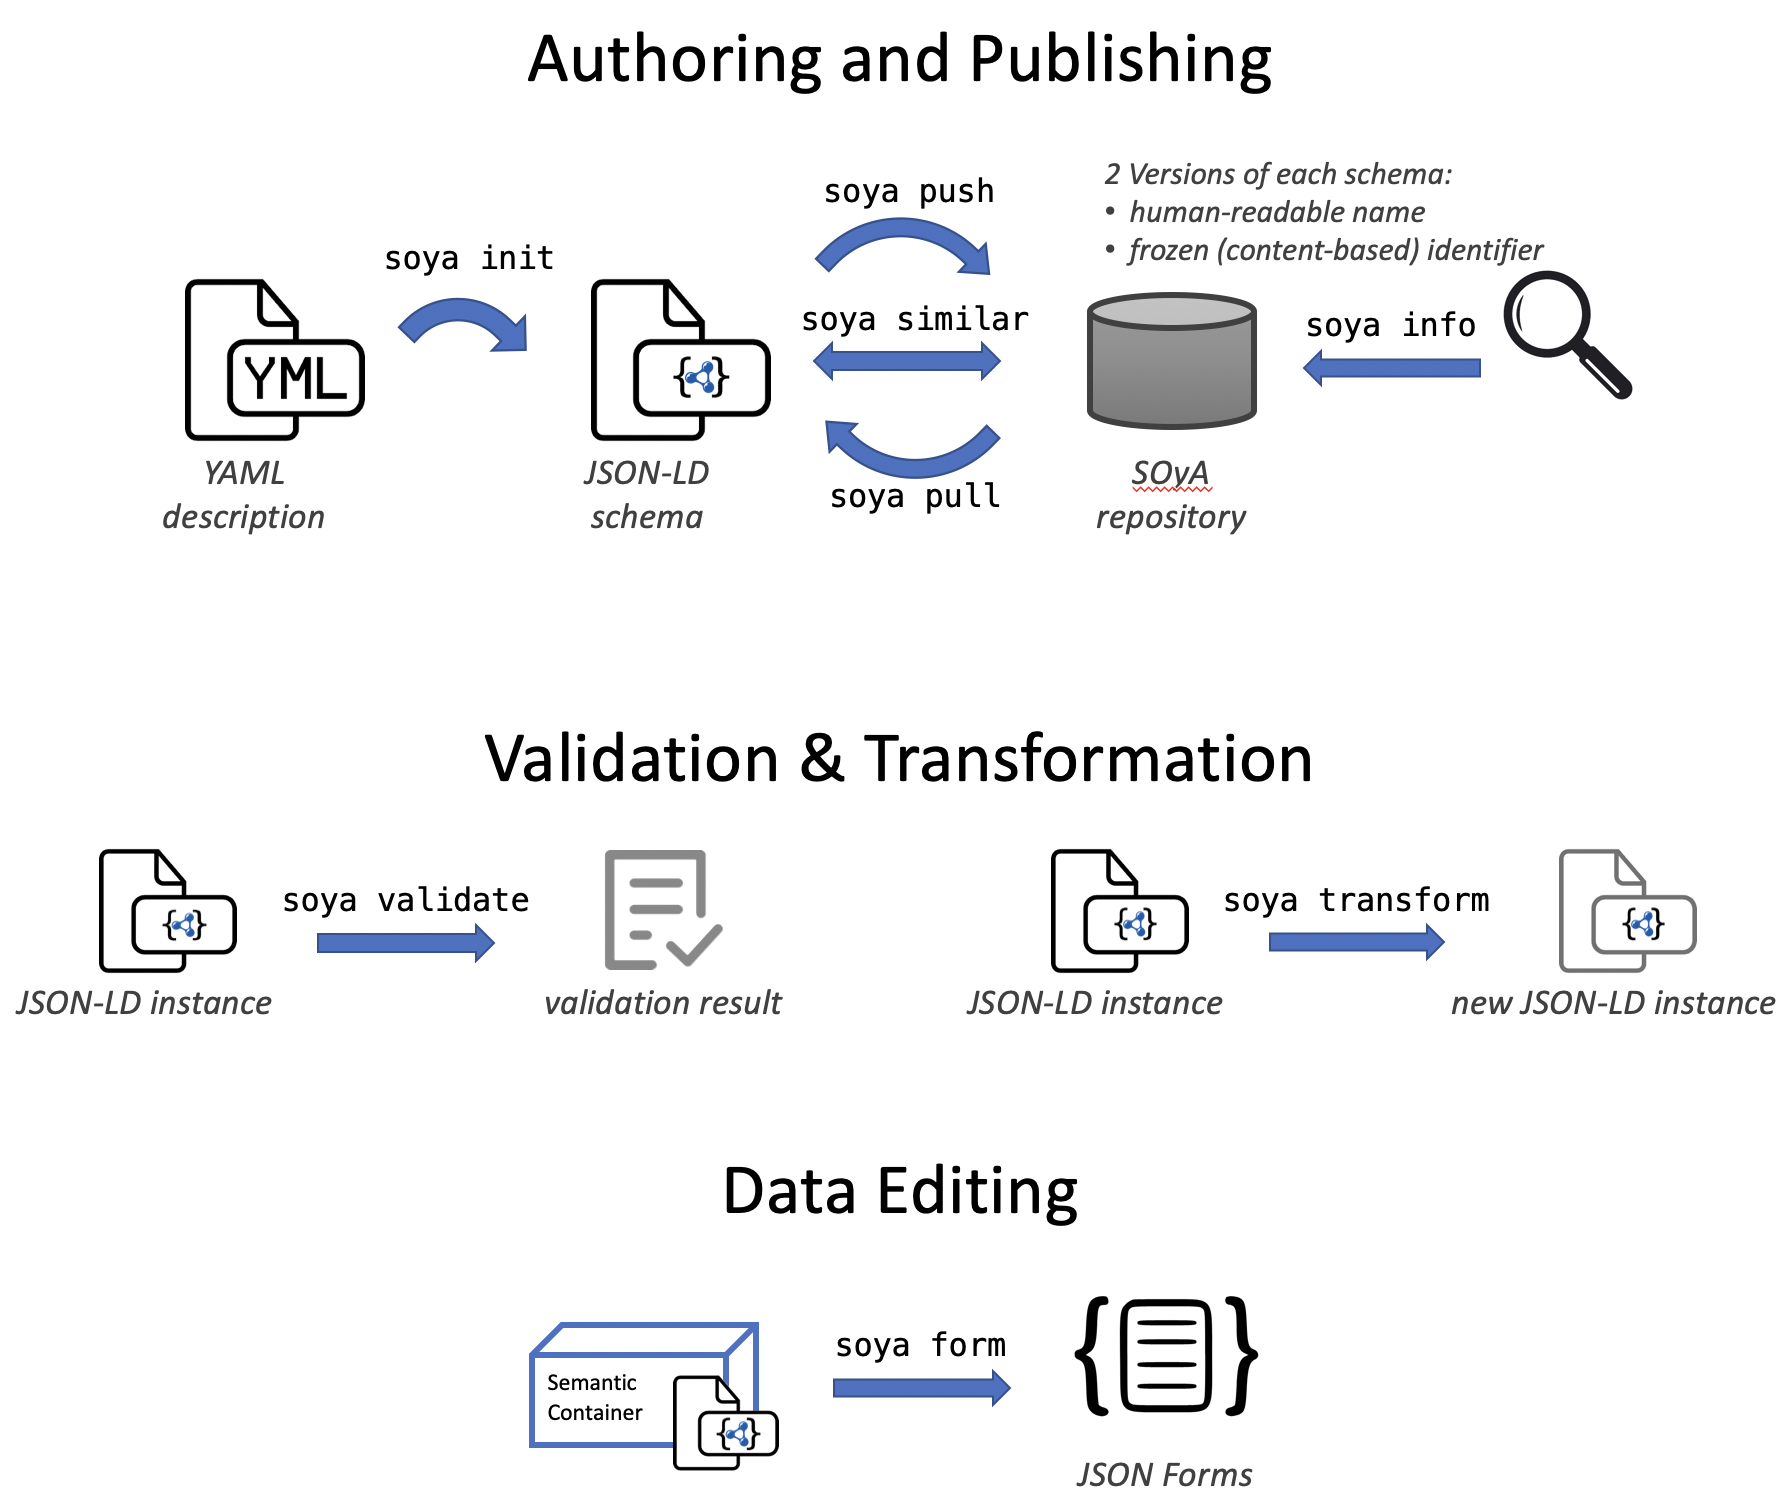 Authoring and Publishing
2 Versions of each schema:
• human-readable name
• frozen (content-based) identifier
soya push
soya init
soya similar
soya info
YML
soya pull
YAML
description
JSON-LD
schema
SOyA
repository
Validation & Transformation
soya validate
soya transform
JSON-LD instance
validation result
JSON-LD instance
new JSON-LD instance
Data Editing
soya form
Semantic
Container
JSON Forms